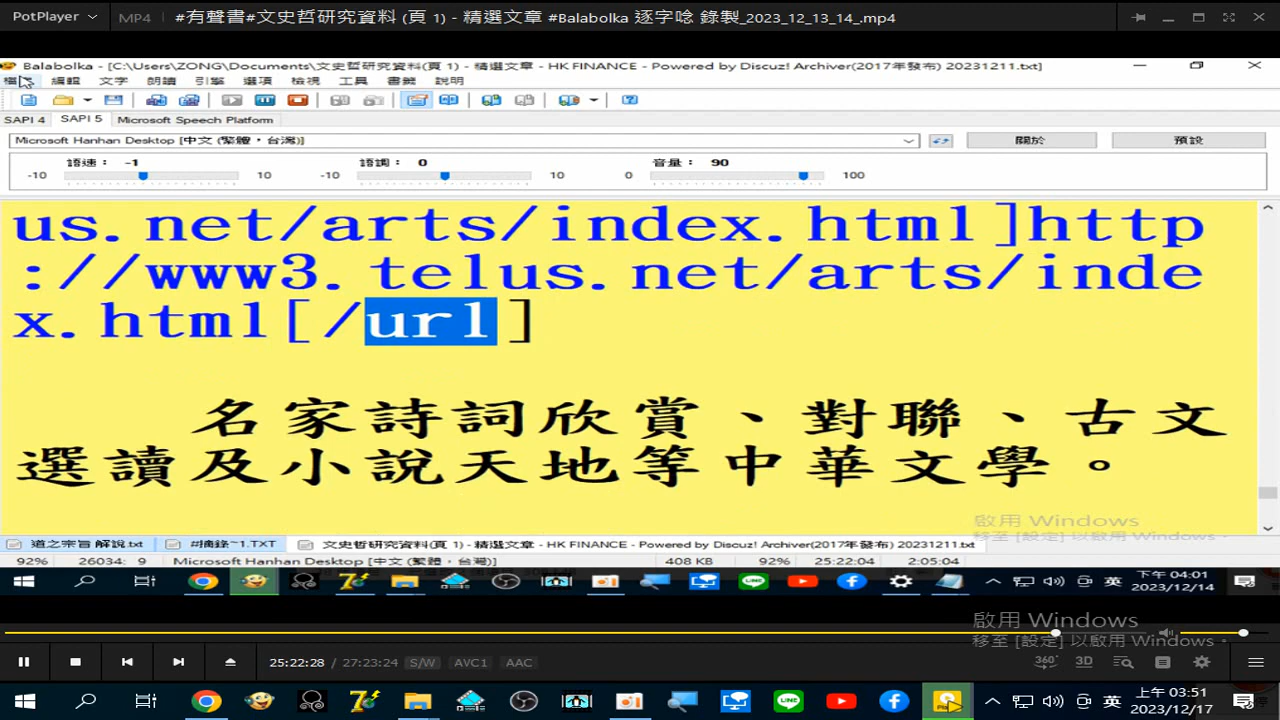 PotPlayer MP4 #有聲書#文史哲研究資料 (頁 1) - 精選文章 #Balabolka 逐字唸 錄製_2023_12_13_14_.mp4
Balabolka - [C:\Users\ZONG\Documents\文史哲研究資料(頁 1) - 精選文章 - HK FINANCE - Powered by Discuz! Archiver(2017年發布) 20231211.txt]
檔案 編輯 文字 朗讀 引擎 選項 檢視 工具 書籤 說明
SAPI 4 SAPI 5 Microsoft Speech Platform
Microsoft Hanhan Desktop [中文 (繁體，台灣)] 關於 預設
語速： -1 語調： 0 音量： 90
-10 10 -10 10 0 100
us.net/arts/index.html]http
://www3.telus.net/arts/inde
x.html[/url]
名家詩詞欣賞、對聯、古文
選讀及小說天地等中華文學。
啟用 Windows
移至 [設定] 以啟用 Windows。
道之宗旨 解說.txt #摘錄~1.TXT 文史哲研究資料(頁 1) - 精選文章 - HK FINANCE - Powered by Discuz! Archiver(2017年發布) 20231211.txt
92% 26034: 9 Microsoft Hanhan Desktop [中文 (繁體，台灣)] 408 KB 92% 25:22:04 2:05:04
英 下午 04:01
2023/12/14
啟用 Windows
移至 [設定] 以啟用 Windows。
25:22:28 / 27:23:24 S/W AVC1 AAC 360° 3D
英 上午 03:51
2023/12/17